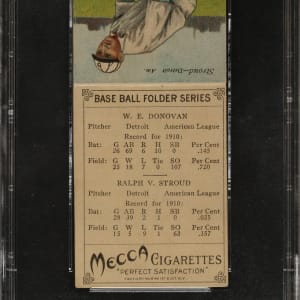 Stroud—Detroit Am.
BASE BALL FOLDER SERIES
W. E. DONOVAN
Pitcher Detroit American League
Record for 1910:
Bat: G AB R H SB Per Cent
26 69 6 10 0 .145
Field: G W L Tie SO Per Cent
25 18 7 0 107 .720
RALPH V. STROUD
Pitcher Detroit American League
Record for 1910:
Bat: G AB R H SB Per Cent
28 39 2 1 0
Field: G W L Tie SO Per Cent
15 5 9 1 63 .357
MECCA CIGARETTES
"PERFECT SATISFACTION"